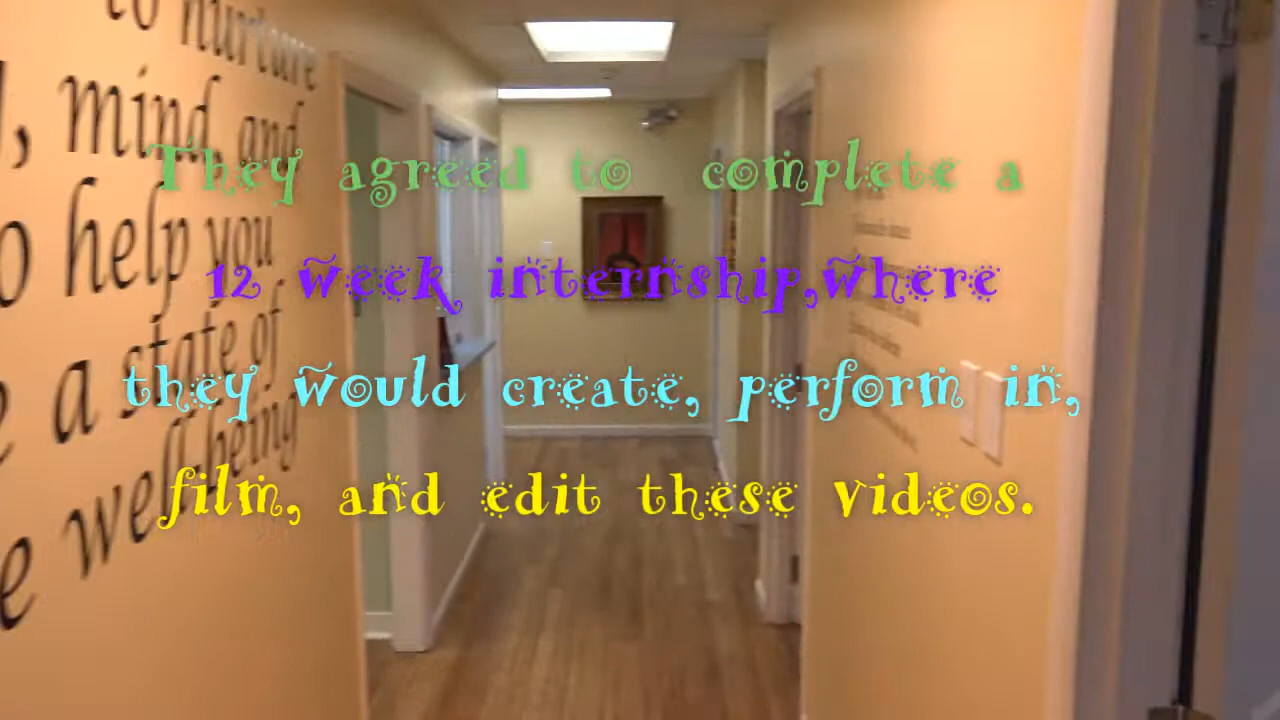 to nurture
, mind, and
help you
a state of
well-being
They agreed to complete a
12 week internship,where
they would create, perform in,
film, and edit these videos.